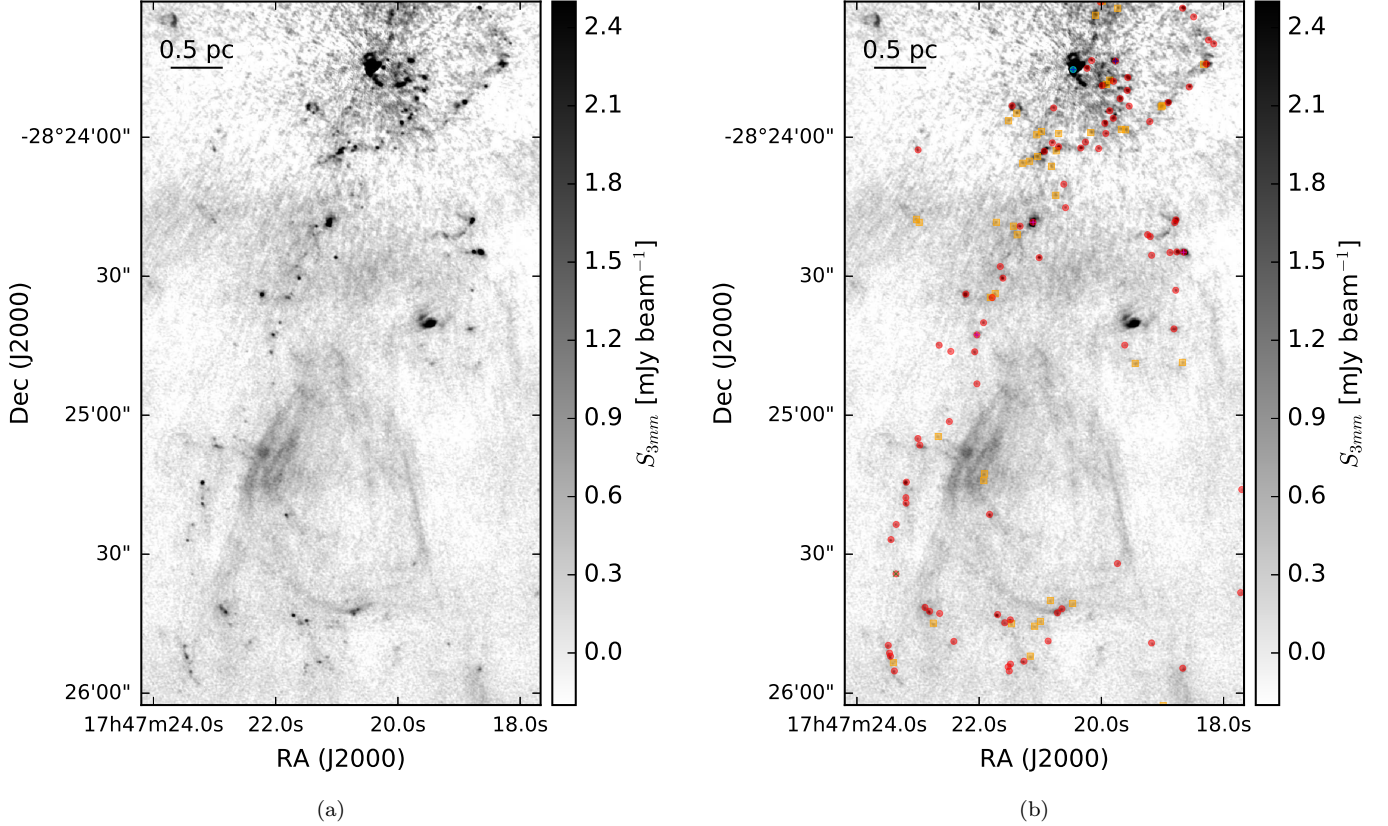 0.5 pc
-28°24'00"
30"
25'00"
30"
26'00"
17h47m24.0s 22.0s 20.0s 18.0s
RA (J2000)
Dec (J2000)
2.4
2.1
1.8
1.5
1.2
0.9
0.6
0.3
0.0
S3mm [mJy beam−1]
(a)
0.5 pc
-28°24'00"
30"
25'00"
30"
26'00"
17h47m24.0s 22.0s 20.0s 18.0s
RA (J2000)
Dec (J2000)
2.4
2.1
1.8
1.5
1.2
0.9
0.6
0.3
0.0
S3mm [mJy beam−1]
(b)